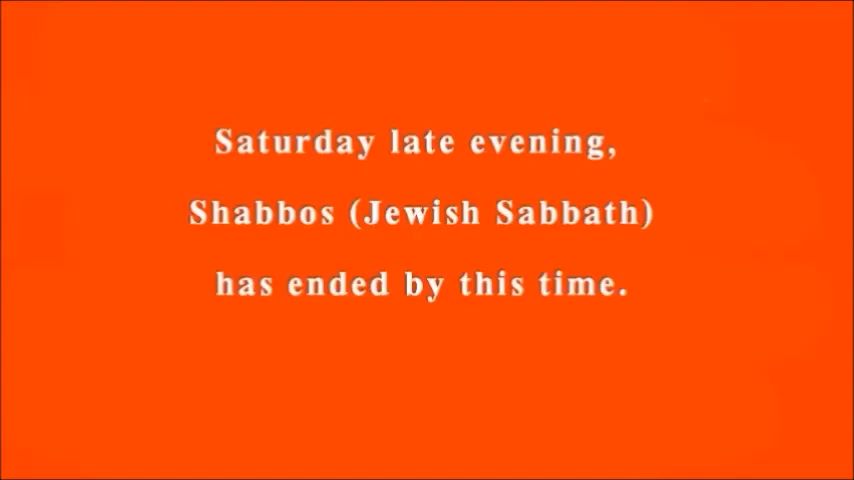 Saturday late evening,
Shabbos (Jewish Sabbath)
has ended by this time.